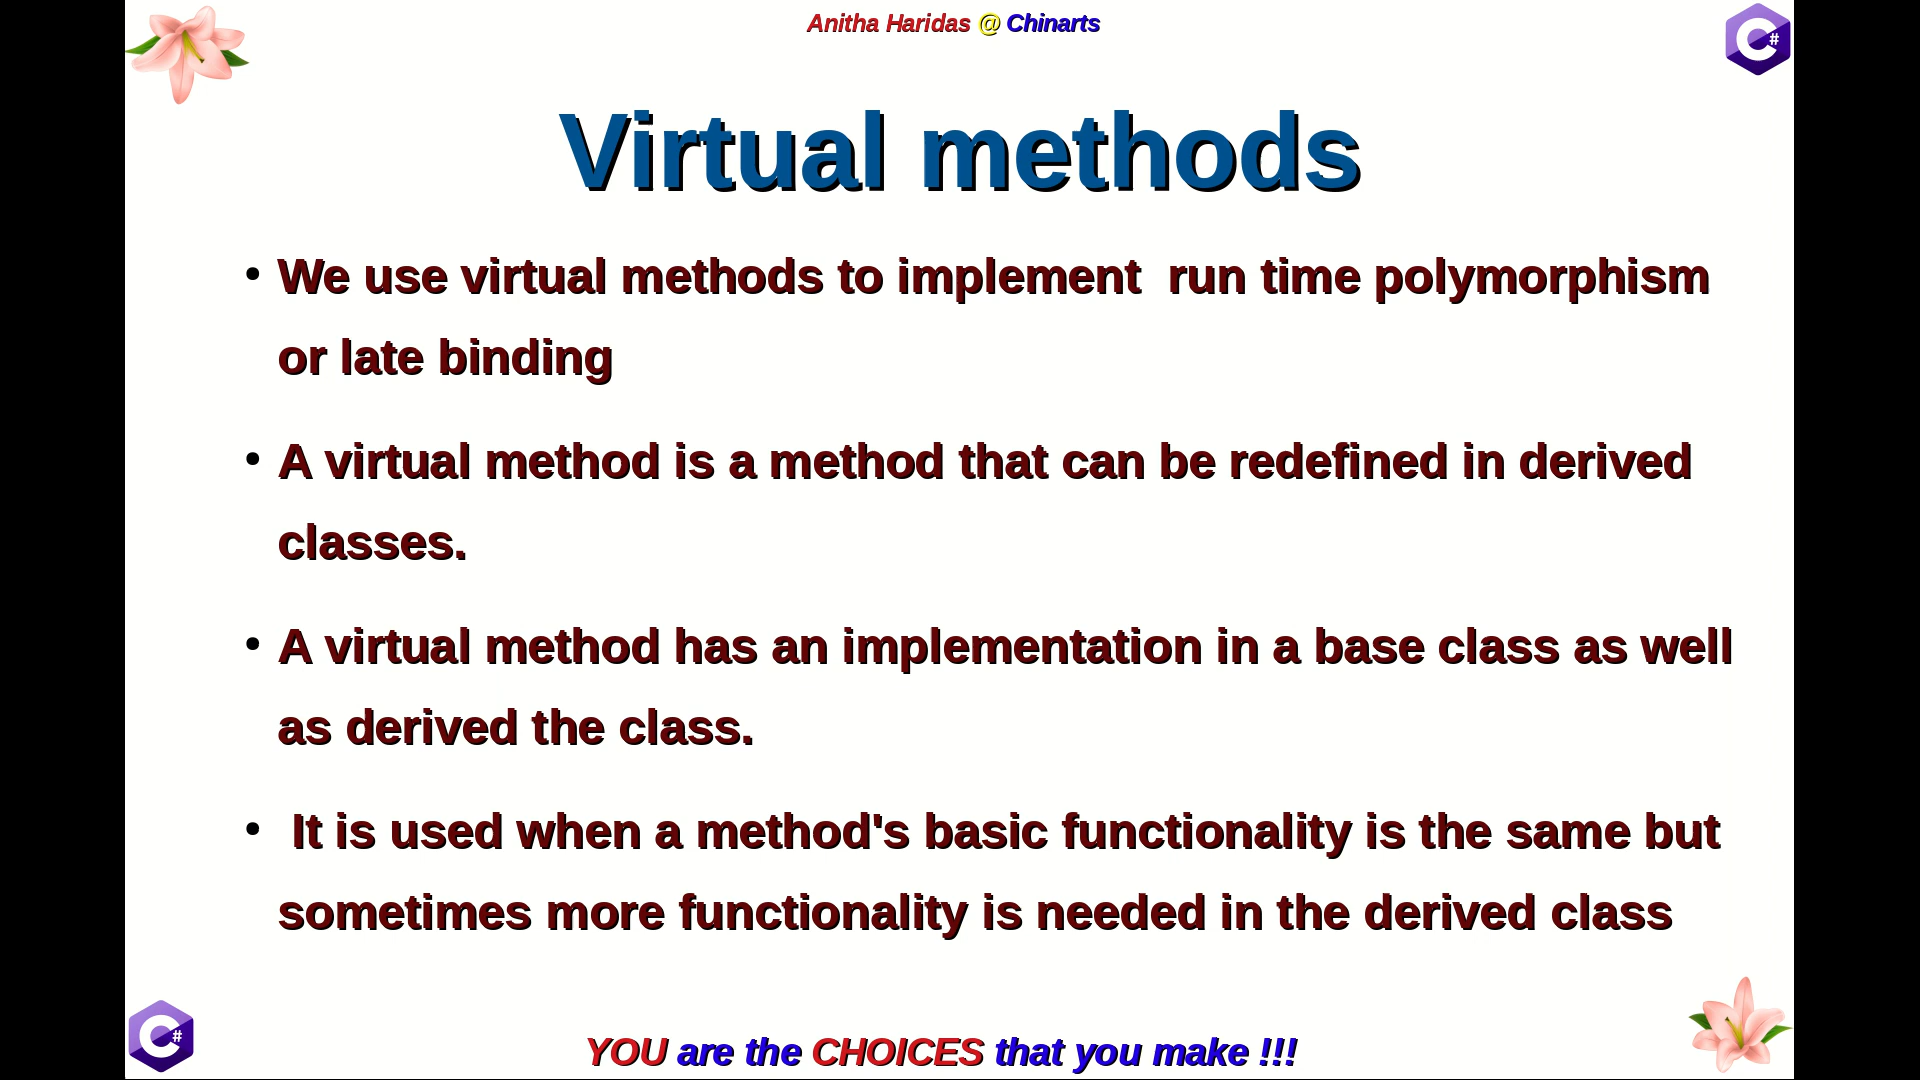 Anitha Haridas @ Chinarts
C#
Virtual methods
• We use virtual methods to implement  run time polymorphism
or late binding
• A virtual method is a method that can be redefined in derived
classes.
• A virtual method has an implementation in a base class as well
as derived the class.
•  It is used when a method's basic functionality is the same but
sometimes more functionality is needed in the derived class
C#
YOU are the CHOICES that you make !!!